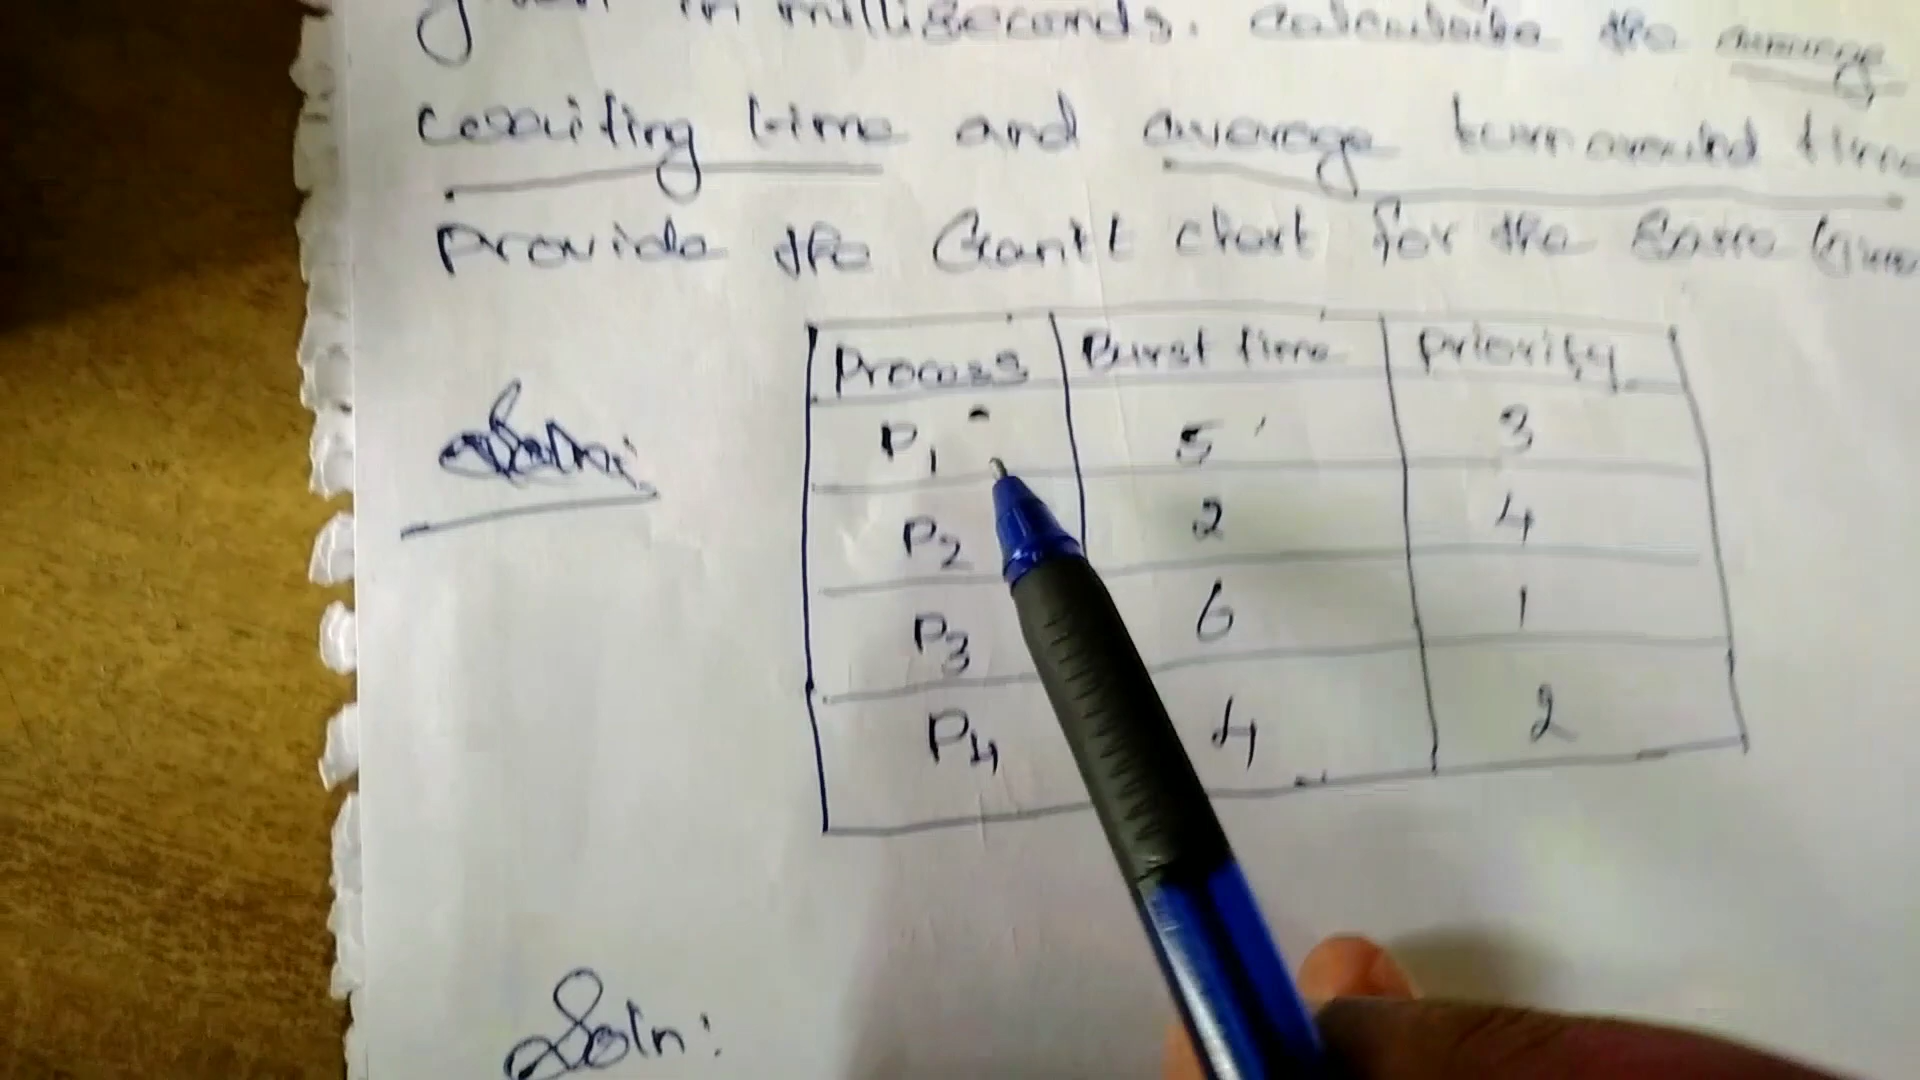 in milliseconds. calculate the average
waiting time and average turnaround time
Provide the Gantt chart for the same
Process Burst time Priority
P1 5 3
P2 2 4
P3 6 1
P4 4 2
Soln: